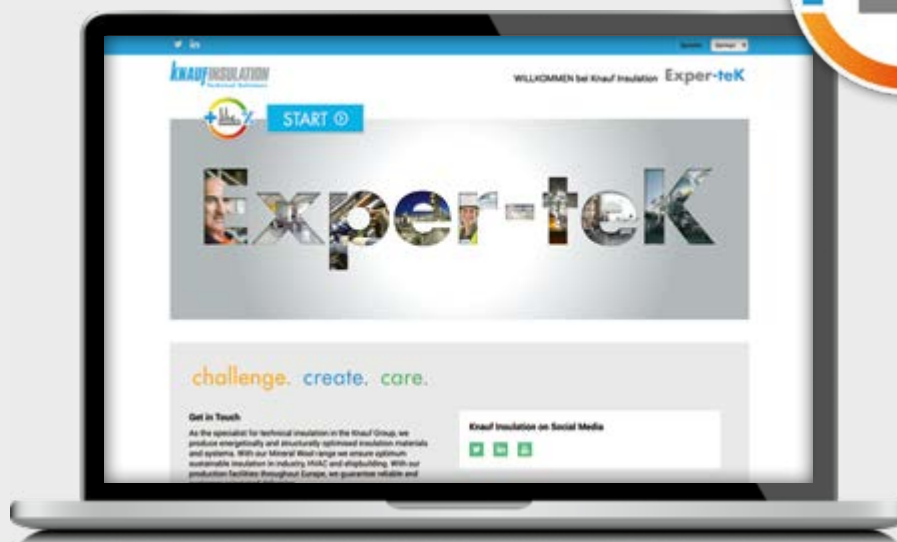 Sprache: German
KNAUFINSULATION
Technical Solutions
WILLKOMMEN bei Knauf Insulation Exper-teK
START
Exper-teK
challenge. create. care.
Get in Touch
As the specialist for technical insulation in the Knauf Group, we
produce energetically and structurally optimised insulation materials
and systems. With our Mineral Wool range we ensure optimum
sustainable insulation in industry, HVAC and shipbuilding. With our
production facilities throughout Europe, we guarantee reliable and
Knauf Insulation on Social Media